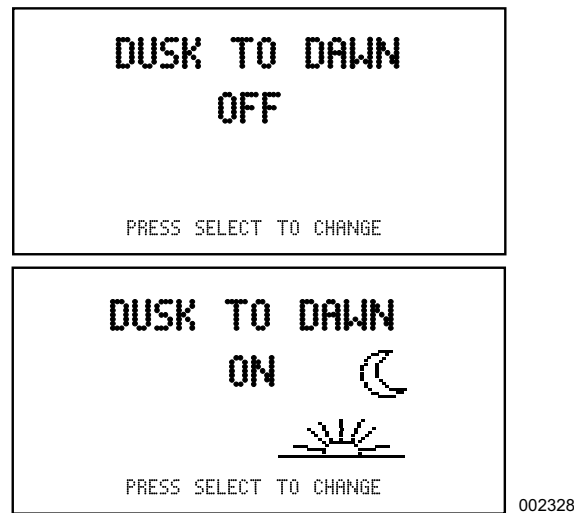 DUSK TO DAWN
OFF
PRESS SELECT TO CHANGE
DUSK TO DAWN
ON
PRESS SELECT TO CHANGE
002328